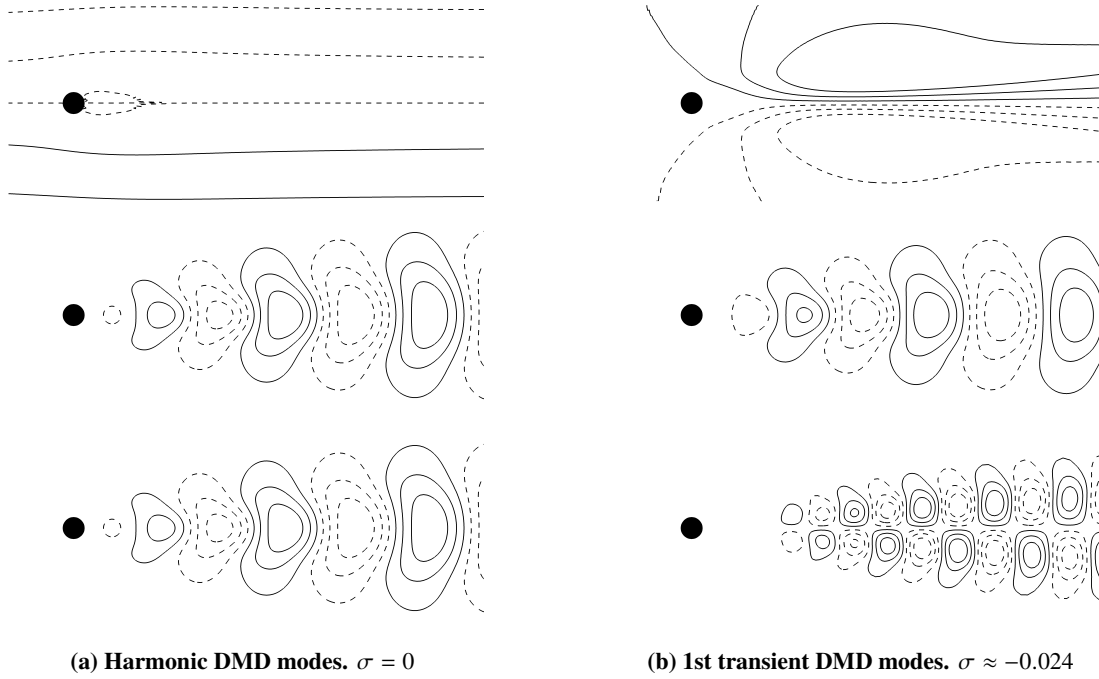 (a) Harmonic DMD modes. σ = 0
(b) 1st transient DMD modes. σ ≈ −0.024